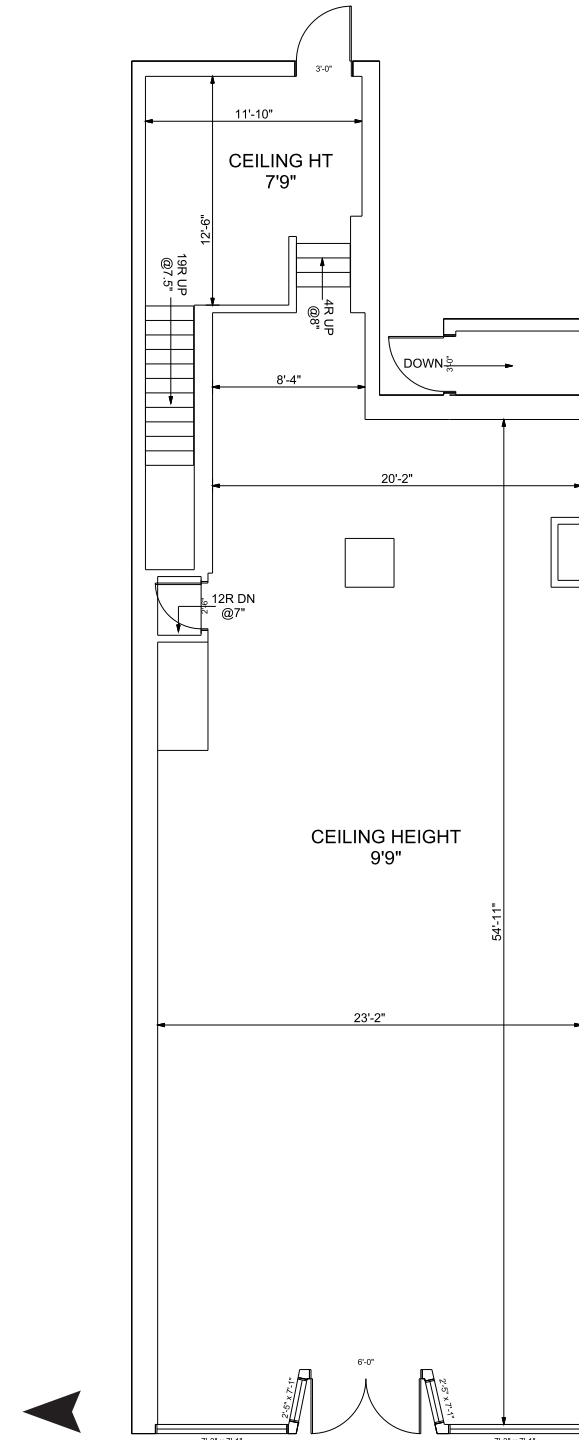 3'-0"
11'-10"
CEILING HT
7'9"
12'-6"
19R UP
@7.5"
4R UP
@8"
DOWN
3'-0"
8'-4"
20'-2"
2'-6"
12R DN
@7"
CEILING HEIGHT
9'9"
54'-11"
23'-2"
6'-0"
2'-5" x 7'-1"
2'-5" x 7'-1"